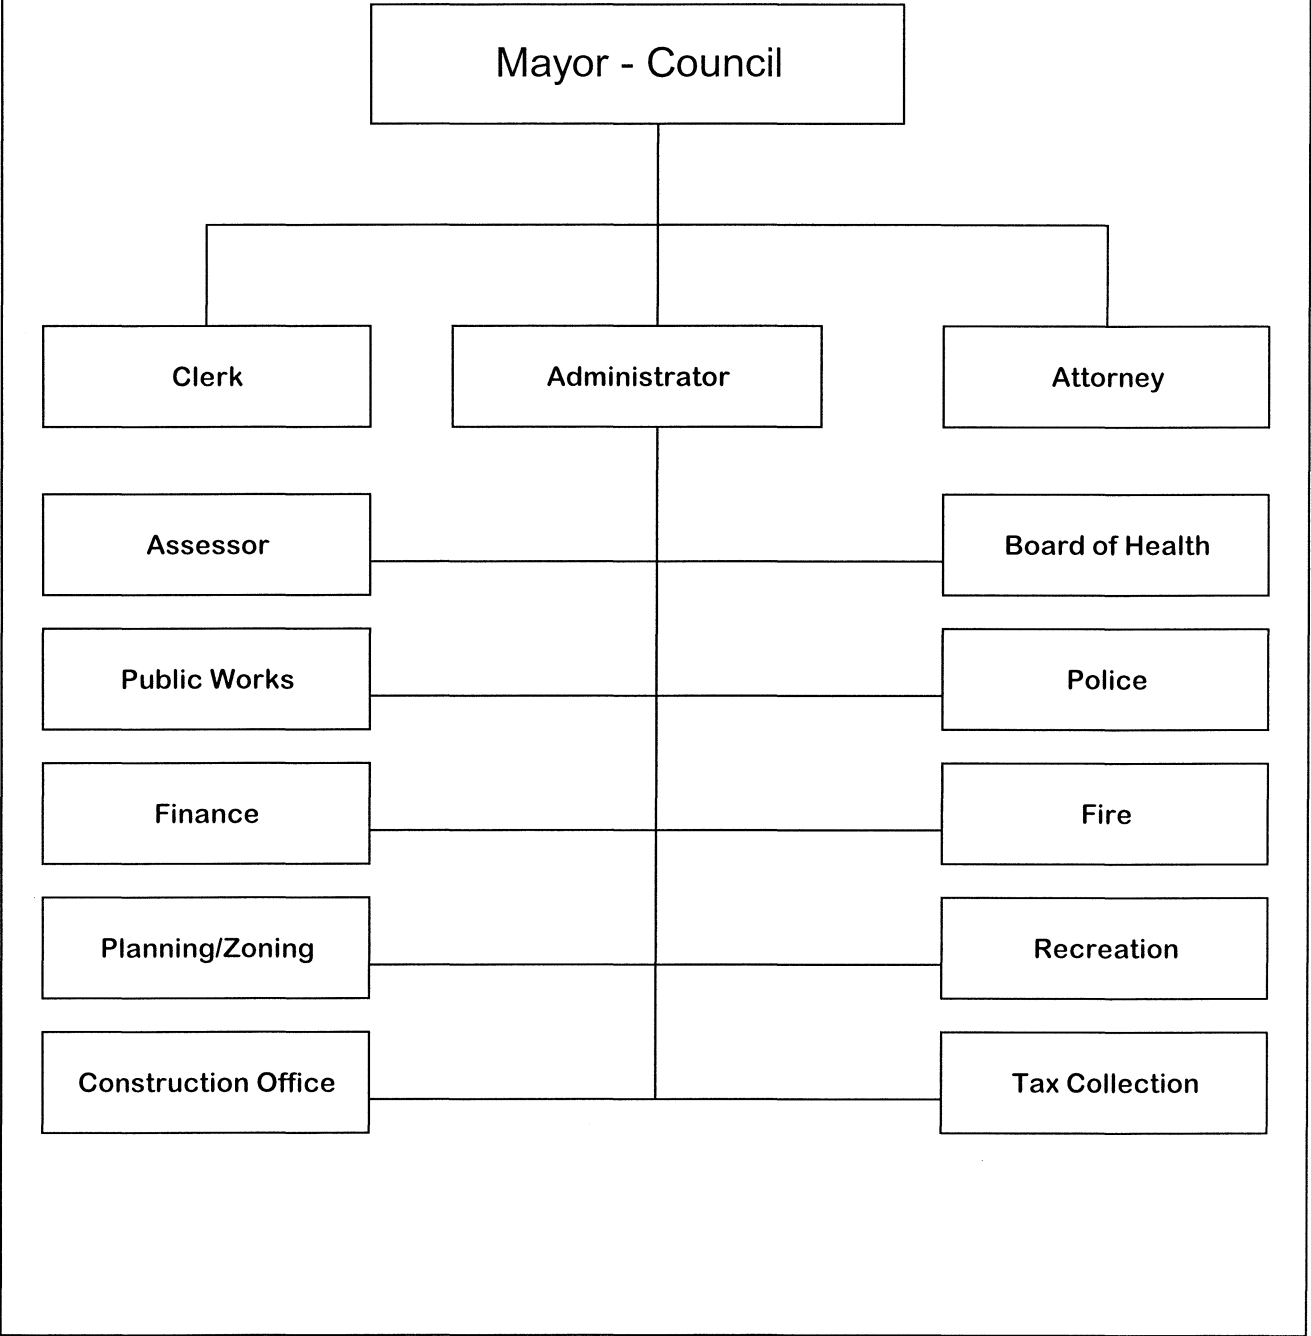 Mayor - Council
Clerk
Administrator
Attorney
Assessor
Board of Health
Public Works
Police
Finance
Fire
Planning/Zoning
Recreation
Construction Office
Tax Collection